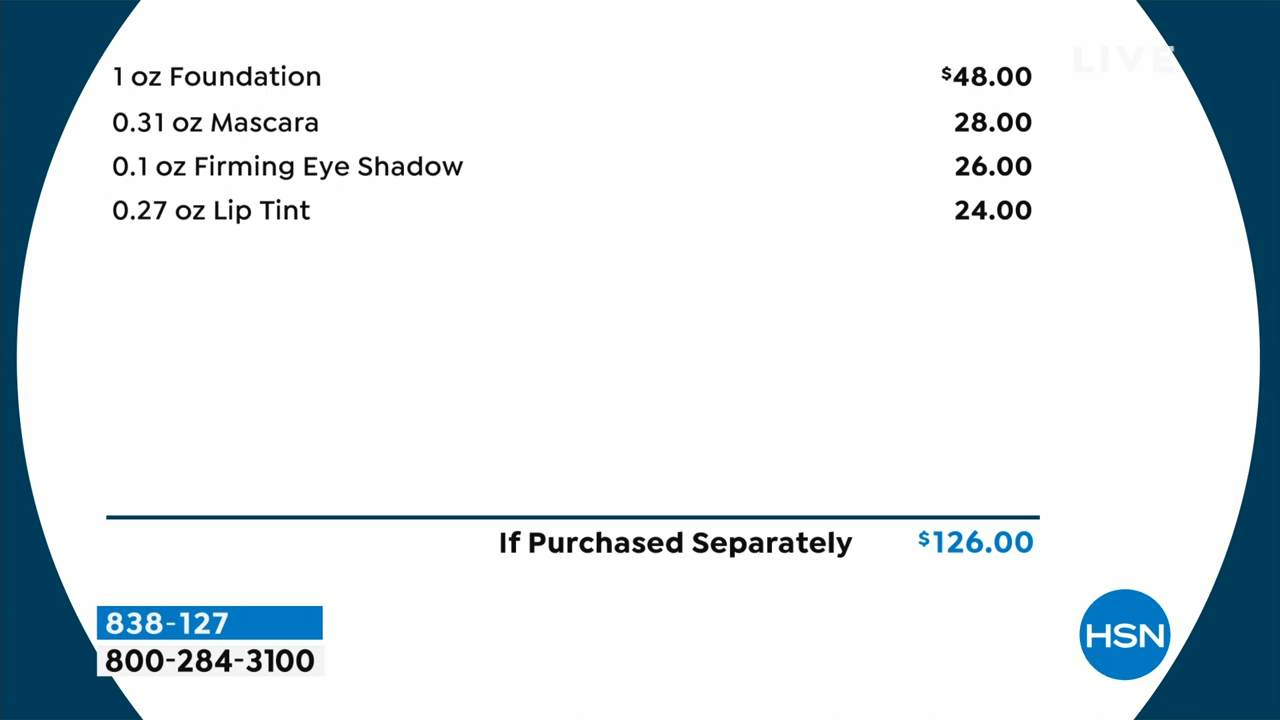 LIVE
1 oz Foundation $48.00
0.31 oz Mascara 28.00
0.1 oz Firming Eye Shadow 26.00
0.27 oz Lip Tint 24.00
If Purchased Separately $126.00
838-127
800-284-3100
HSN